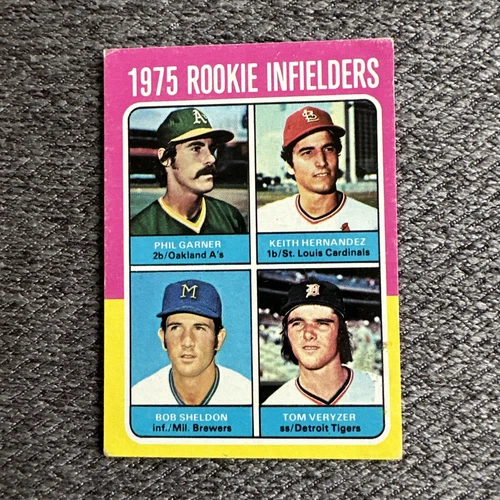 1975 ROOKIE INFIELDERS
A's
PHIL GARNER
2b/Oakland A's
StL
KEITH HERNANDEZ
1b/St. Louis Cardinals
M
BOB SHELDON
inf./Mil. Brewers
D
TOM VERYZER
ss/Detroit Tigers